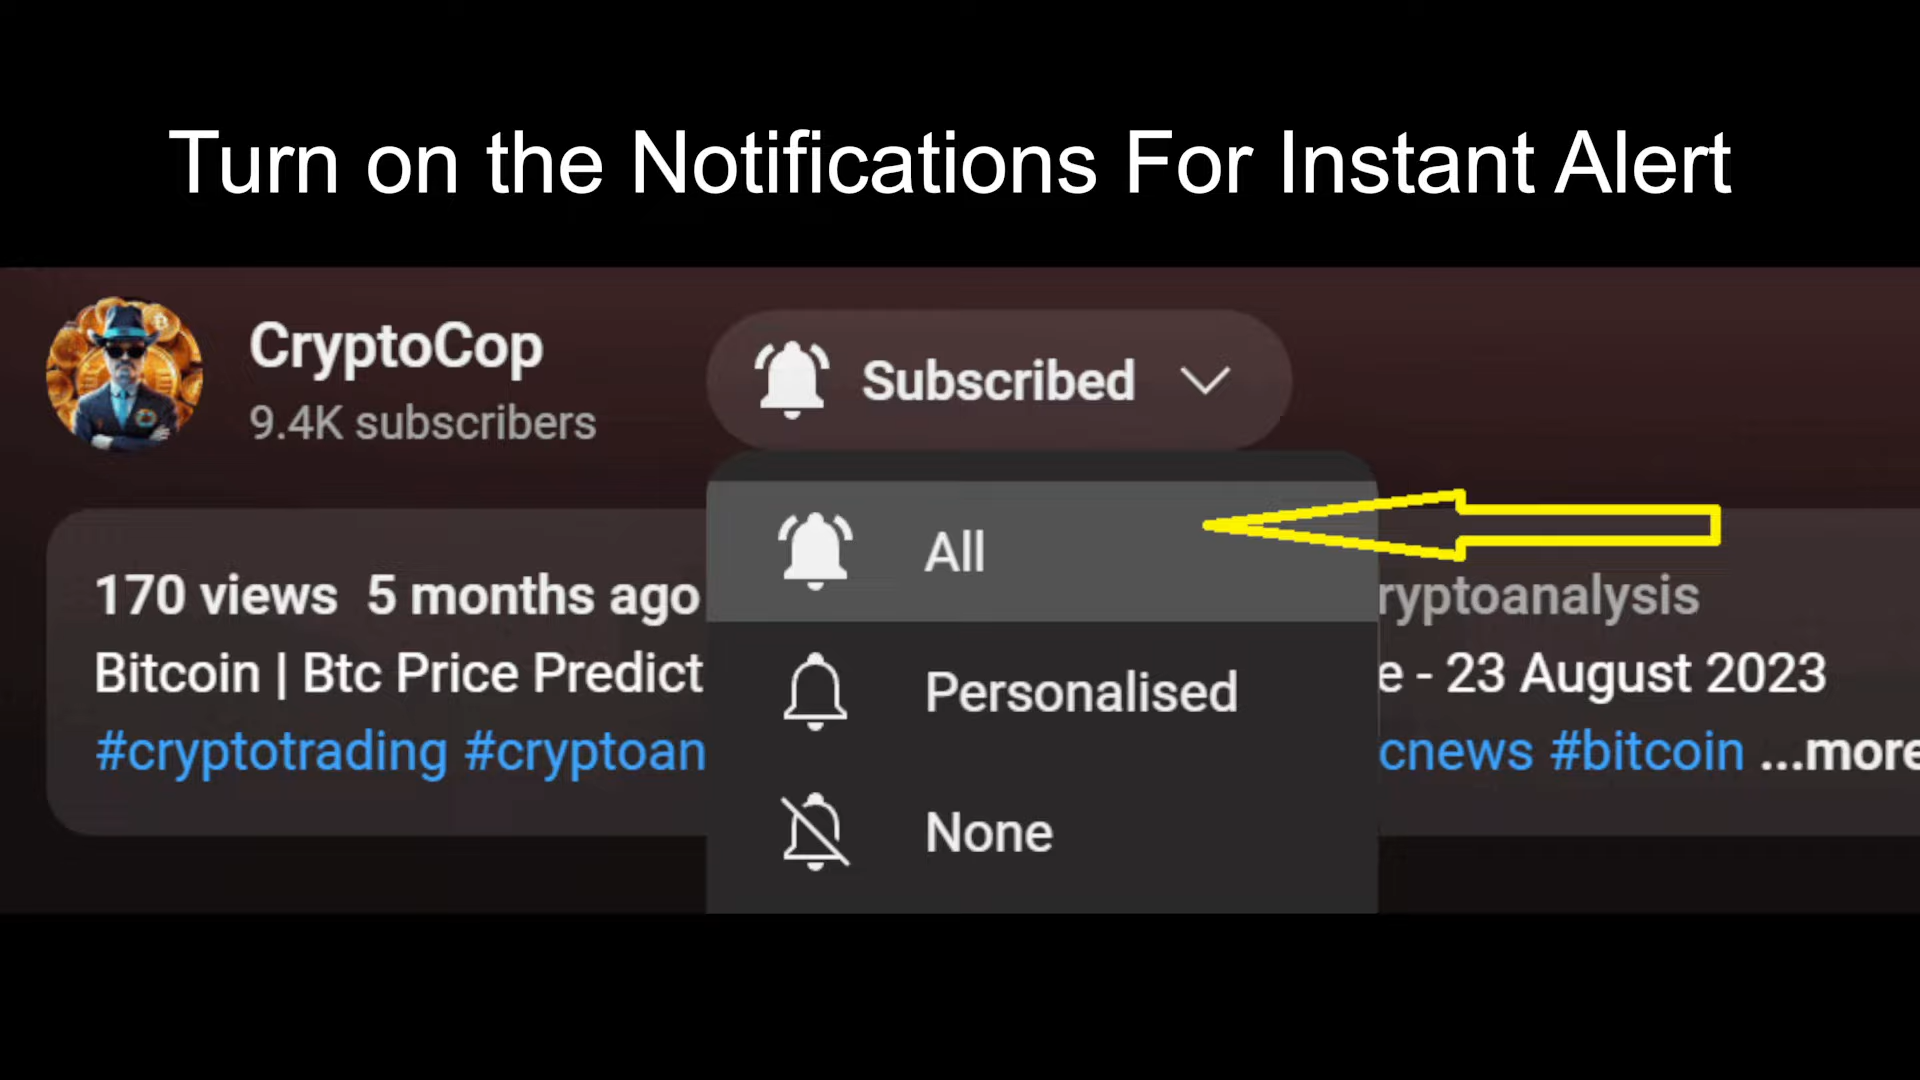 Turn on the Notifications For Instant Alert
CryptoCop
9.4K subscribers
Subscribed
All
Personalised
None
170 views 5 months ago ryptoanalysis
Bitcoin | Btc Price Predict e - 23 August 2023
#cryptotrading #cryptoan cnews #bitcoin ...more